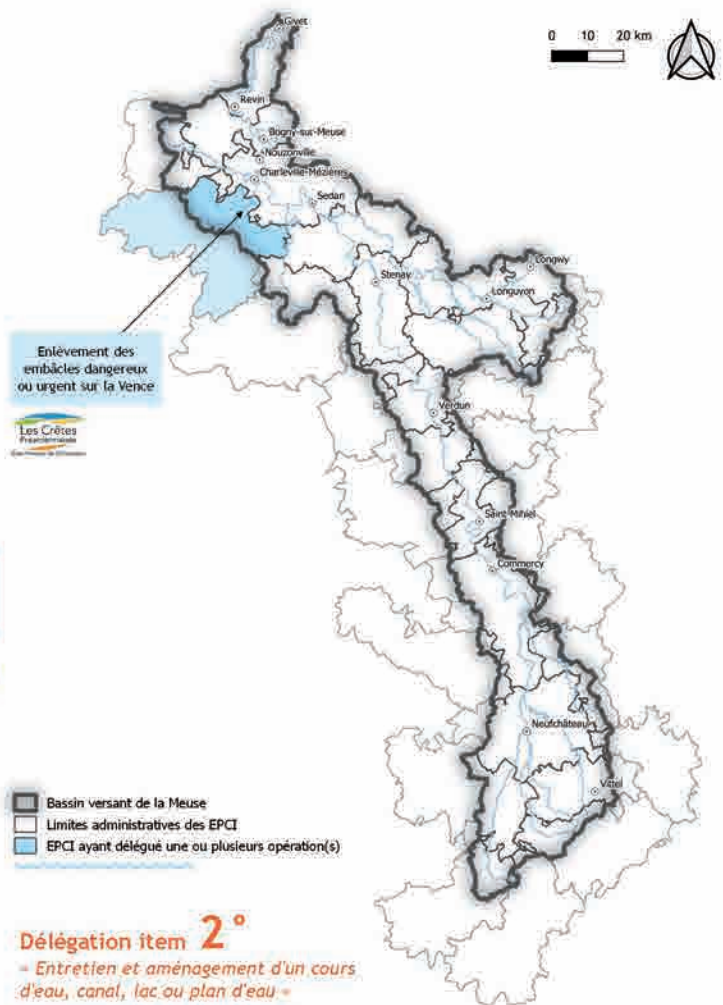 Givet
0 10 20 km
Revin
Bogny-sur-Meuse
Nouzonville
Charleville-Mézières
Sedan
Longwy
Stenay
Longuyon
Enlèvement des
embâcles dangereux
ou urgent sur la Vence
Les Crêtes
Préardennaises
Verdun
Saint-Mihiel
Commercy
Neufchâteau
Vittel
Bassin versant de la Meuse
Limites administratives des EPCI
EPCI ayant délégué une ou plusieurs opération(s)
Délégation item 2°
« Entretien et aménagement d'un cours
d'eau, canal, lac ou plan d'eau »